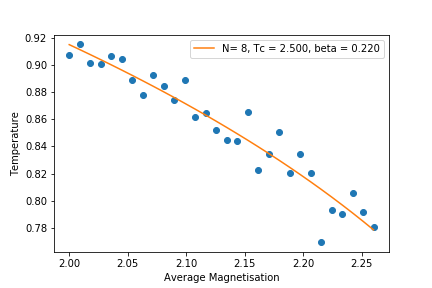 N= 8, Tc = 2.500, beta = 0.220
Temperature
0.92
0.90
0.88
0.86
0.84
0.82
0.80
0.78
2.00 2.05 2.10 2.15 2.20 2.25
Average Magnetisation